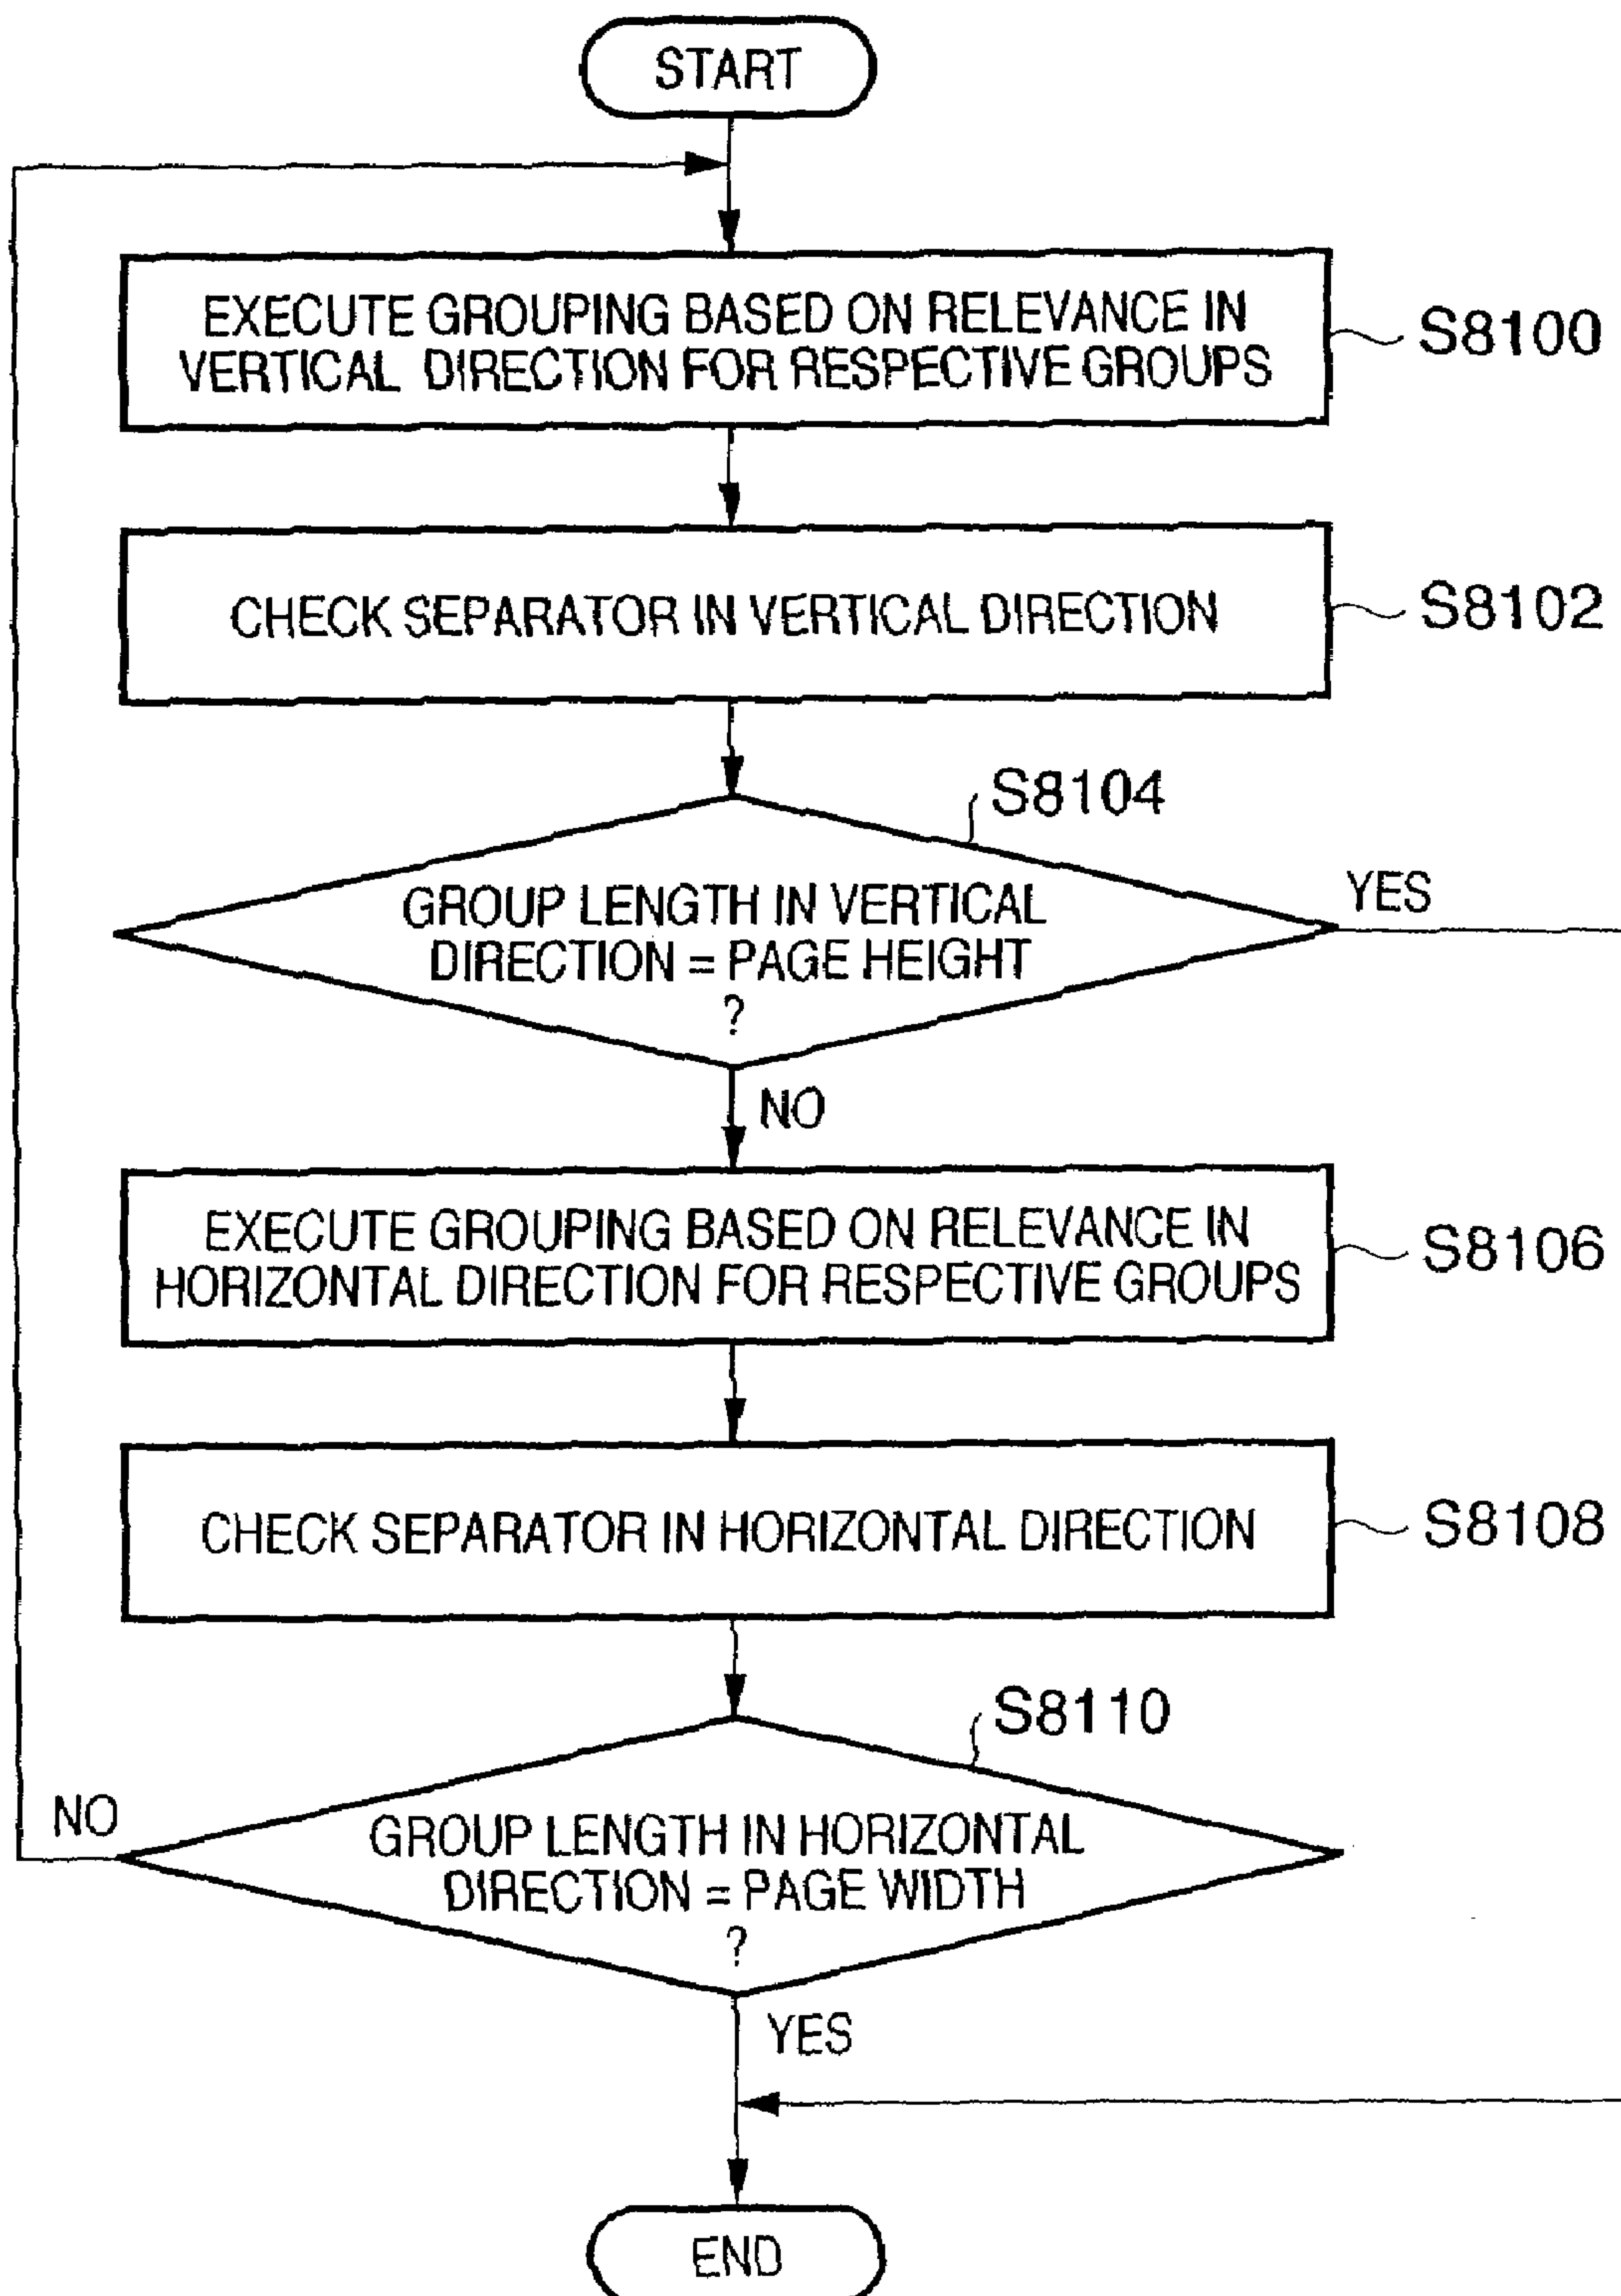 START
EXECUTE GROUPING BASED ON RELEVANCE IN
VERTICAL DIRECTION FOR RESPECTIVE GROUPS
S8100
CHECK SEPARATOR IN VERTICAL DIRECTION
S8102
S8104
GROUP LENGTH IN VERTICAL
DIRECTION = PAGE HEIGHT
?
YES
NO
EXECUTE GROUPING BASED ON RELEVANCE IN
HORIZONTAL DIRECTION FOR RESPECTIVE GROUPS
S8106
CHECK SEPARATOR IN HORIZONTAL DIRECTION
S8108
S8110
NO
GROUP LENGTH IN HORIZONTAL
DIRECTION = PAGE WIDTH
?
YES
END